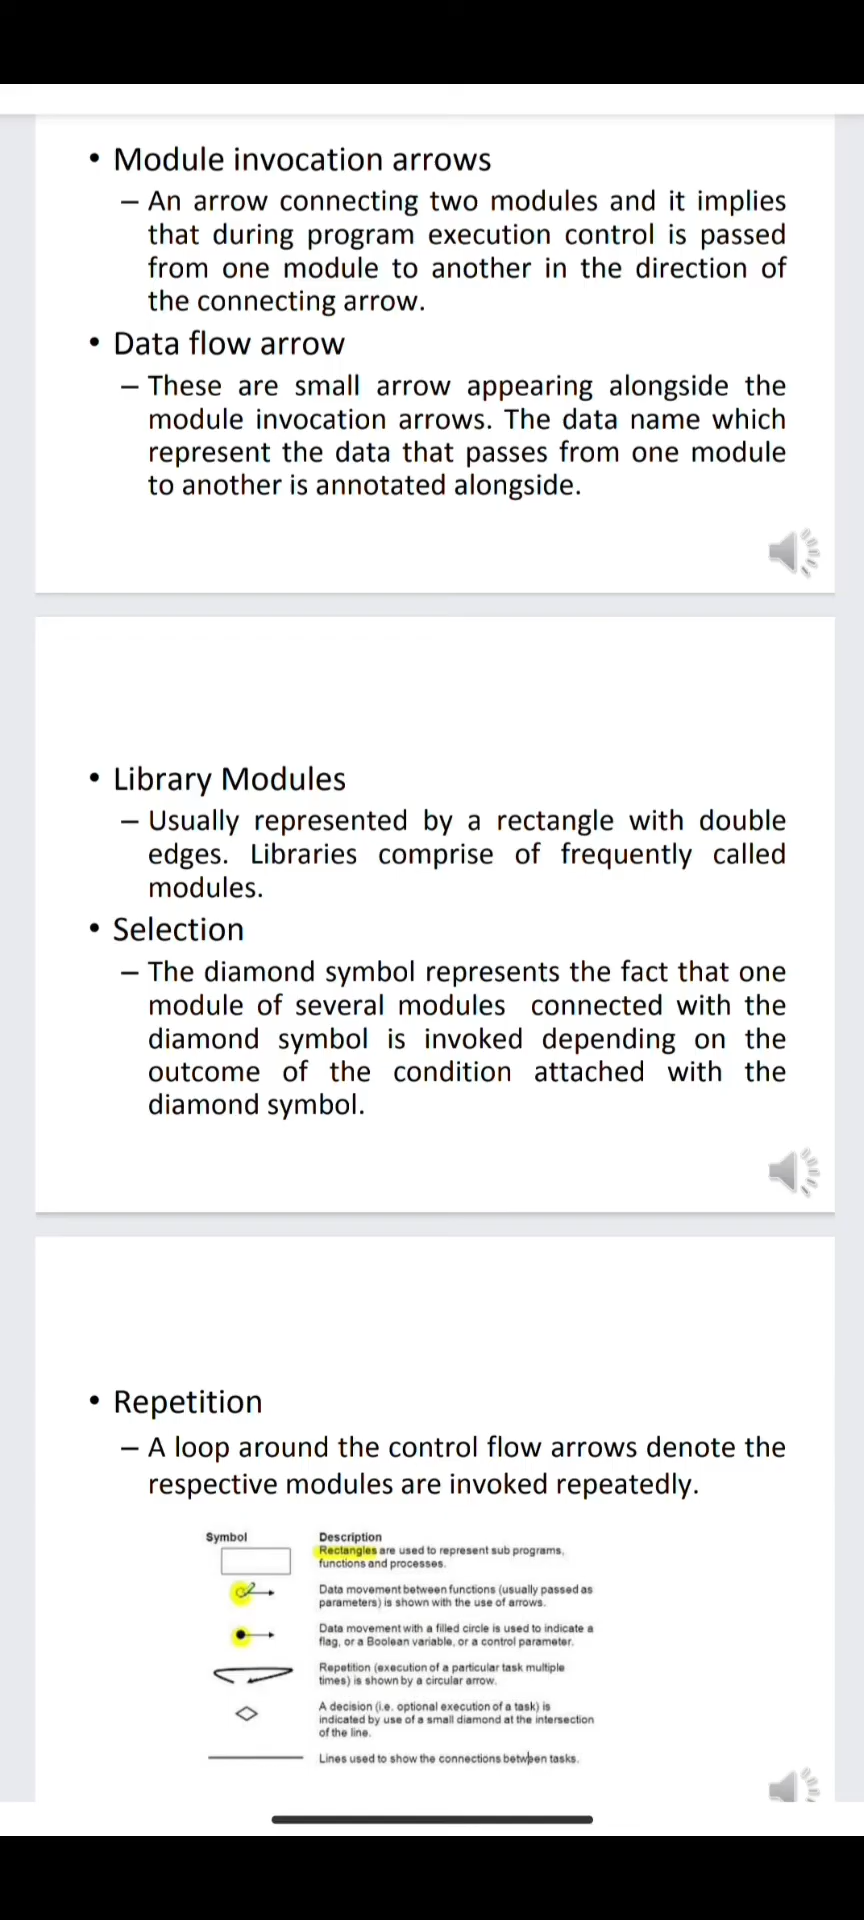 • Module invocation arrows
– An arrow connecting two modules and it implies
that during program execution control is passed
from one module to another in the direction of
the connecting arrow.
• Data flow arrow
– These are small arrow appearing alongside the
module invocation arrows. The data name which
represent the data that passes from one module
to another is annotated alongside.
• Library Modules
– Usually represented by a rectangle with double
edges. Libraries comprise of frequently called
modules.
• Selection
– The diamond symbol represents the fact that one
module of several modules connected with the
diamond symbol is invoked depending on the
outcome of the condition attached with the
diamond symbol.
• Repetition
– A loop around the control flow arrows denote the
respective modules are invoked repeatedly.
Symbol Description
Rectangles are used to represent sub programs,
functions and processes.
Data movement between functions (usually passed as
parameters) is shown with the use of arrows.
Data movement with a filled circle is used to indicate a
flag, or a Boolean variable, or a control parameter.
Repetition (execution of a particular task multiple
times) is shown by a circular arrow.
A decision (i.e. optional execution of a task) is
indicated by use of a small diamond at the intersection
of the line.
Lines used to show the connections between tasks.